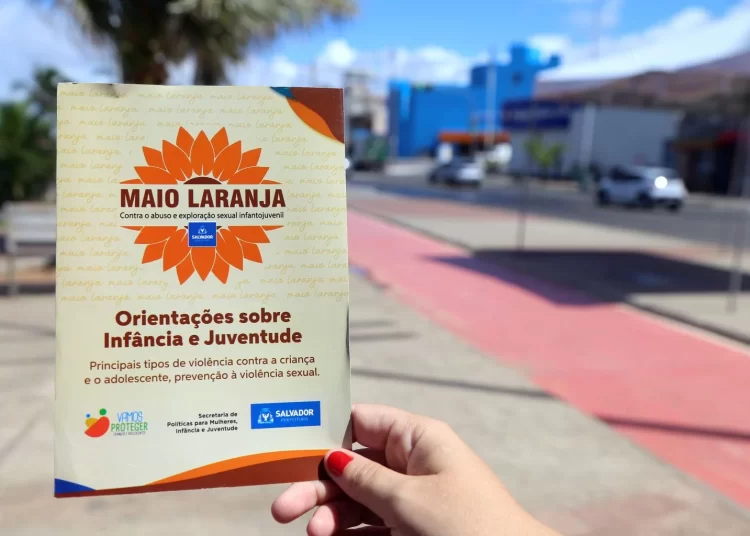 MAIO LARANJA
Contra o abuso e exploração sexual infantojuvenil
SALVADOR
Orientações sobre
Infância e Juventude
Principais tipos de violência contra a criança
e o adolescente, prevenção à violência sexual.
VAMOS
PROTEGER
Secretaria de
Políticas para Mulheres,
Infância e Juventude
SALVADOR
PREFEITURA